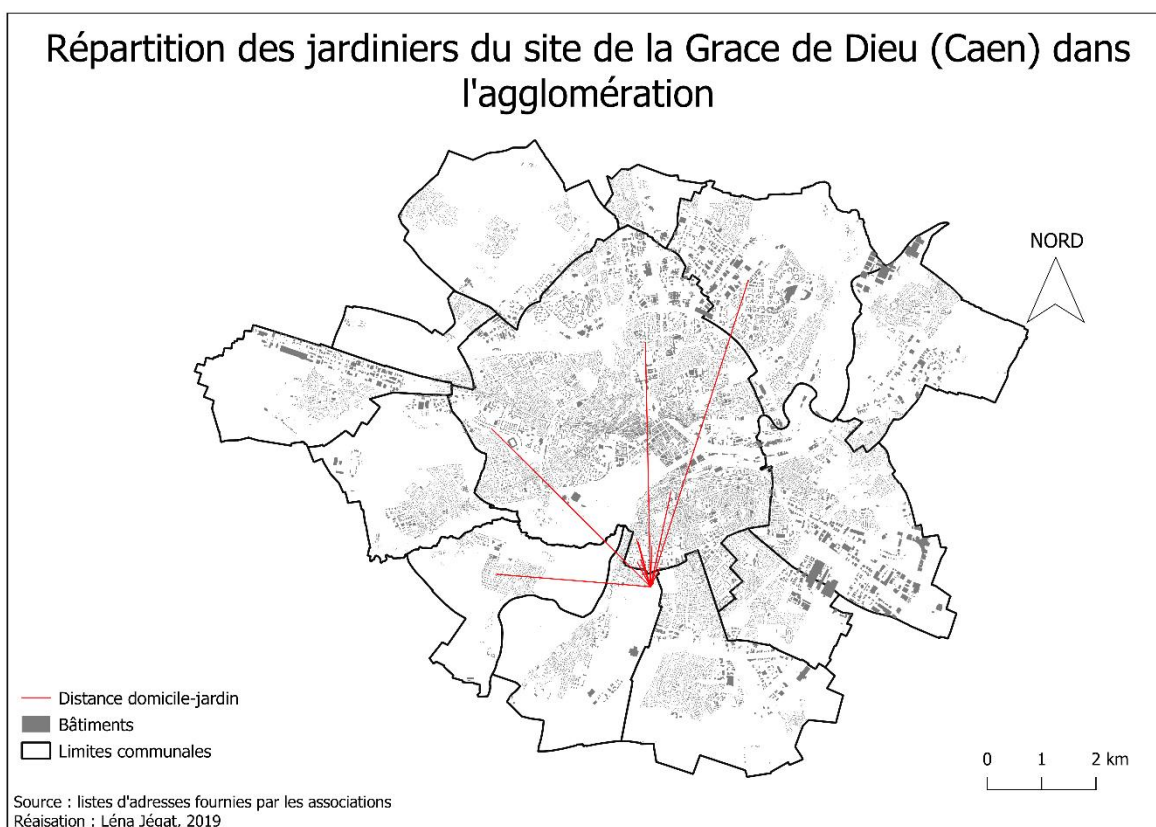 Répartition des jardiniers du site de la Grace de Dieu (Caen) dans
l'agglomération
NORD
Distance domicile-jardin
Bâtiments
Limites communales
0 1 2 km
Source : listes d'adresses fournies par les associations
Réaisation : Léna Jégat, 2019